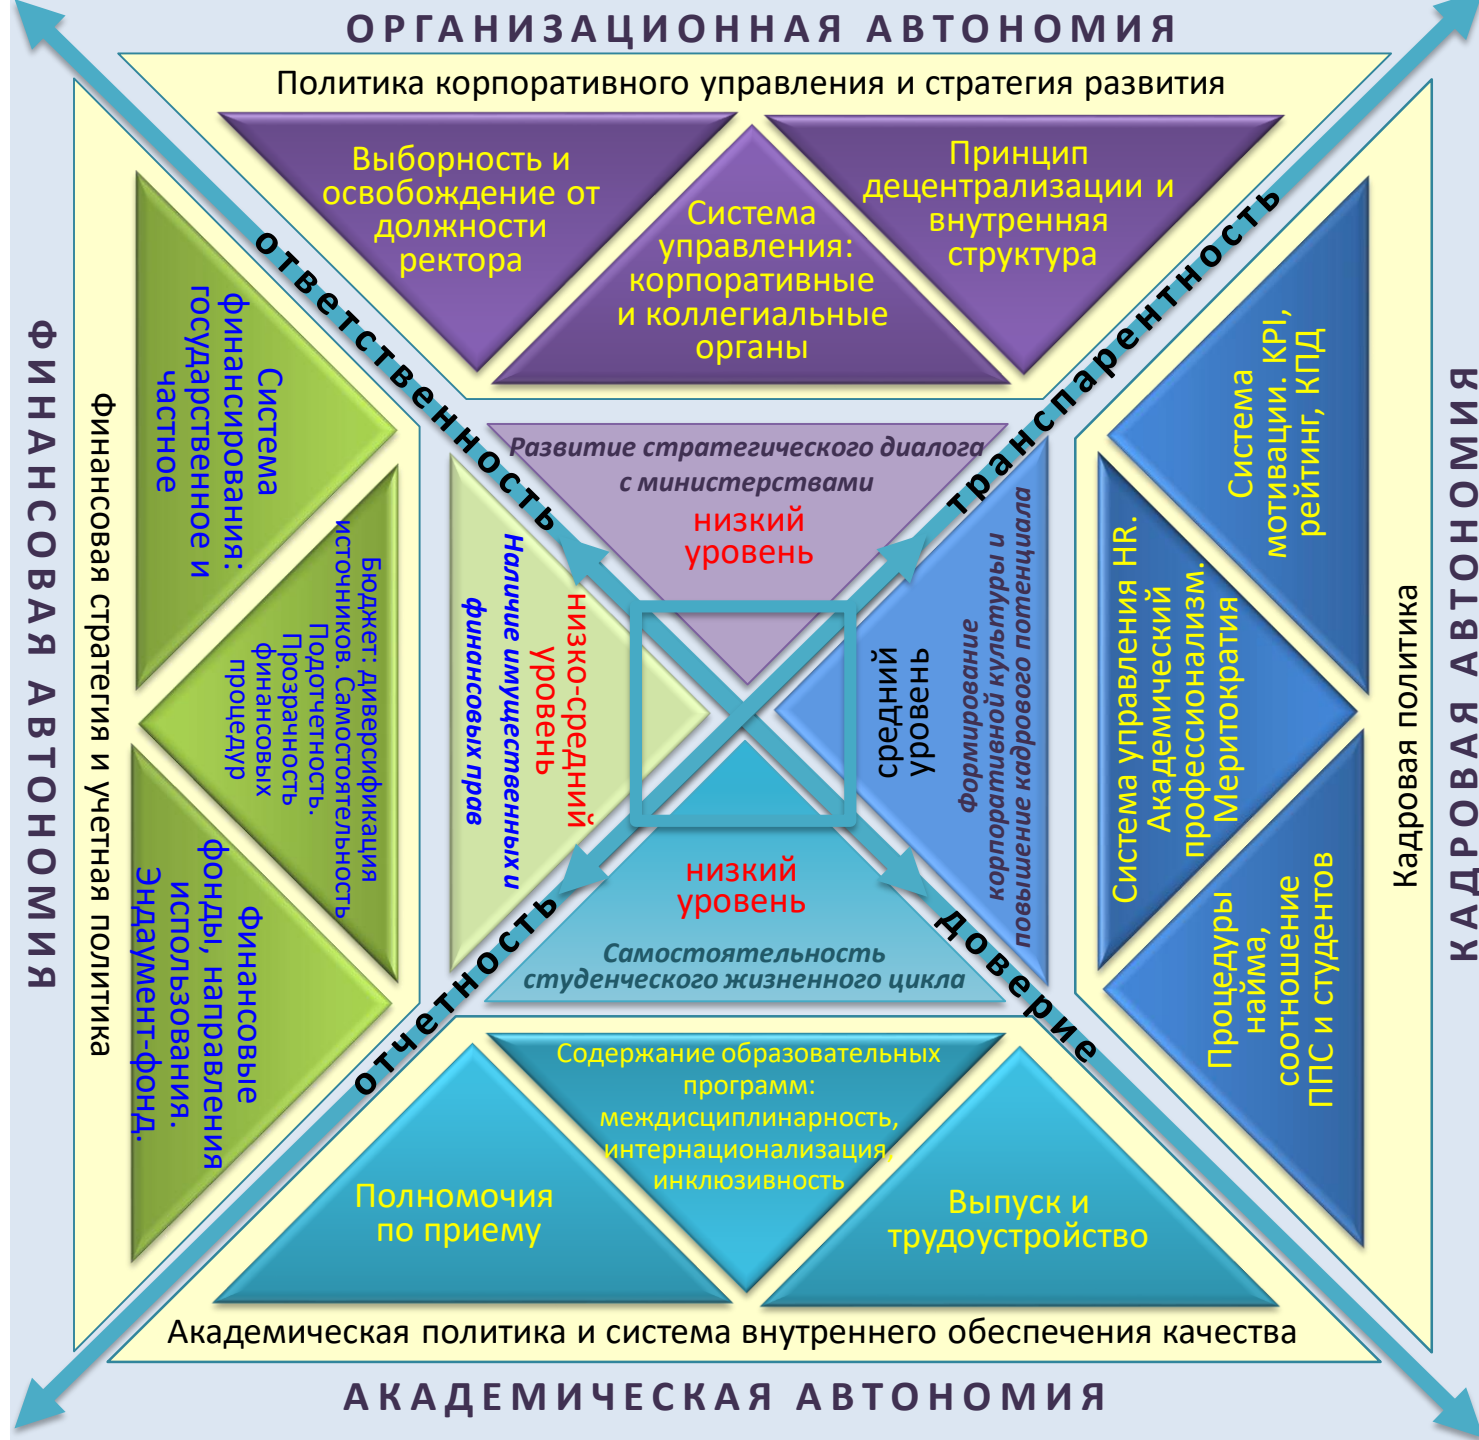 ОРГАНИЗАЦИОННАЯ АВТОНОМИЯ
Политика корпоративного управления и стратегия развития
Выборность и
освобождение от
должности
ректора
Система
управления:
корпоративные
и коллегиальные
органы
Принцип
децентрализации и
внутренняя
структура
ответственность
транспарентность
отчетность
доверие
Развитие стратегического диалога
с министерствами
низкий
уровень
ФИНАНСОВАЯ АВТОНОМИЯ
Финансовая стратегия и учетная политика
Система
финансирования:
государственное и
частное
Бюджет: диверсификация
источников. Самостоятельность
Подотчетность.
Прозрачность
финансовых
процедур
Финансовые
фонды, направления
использования.
Эндаумент-фонд.
низко-средний
уровень
Наличие имущественных и
финансовых прав
средний
уровень
Формирование
корпоративной культуры и
повышение кадрового потенциала
Система
мотивации. KPI,
рейтинг, КПД
Система управления HR.
Академический
профессионализм.
Меритократия
Процедуры
найма,
соотношение
ППС и студентов
Кадровая политика
КАДРОВАЯ АВТОНОМИЯ
низкий
уровень
Самостоятельность
студенческого жизненного цикла
Содержание образовательных
программ:
междисциплинарность,
интернационализация,
инклюзивность
Полномочия
по приему
Выпуск и
трудоустройство
Академическая политика и система внутреннего обеспечения качества
АКАДЕМИЧЕСКАЯ АВТОНОМИЯ